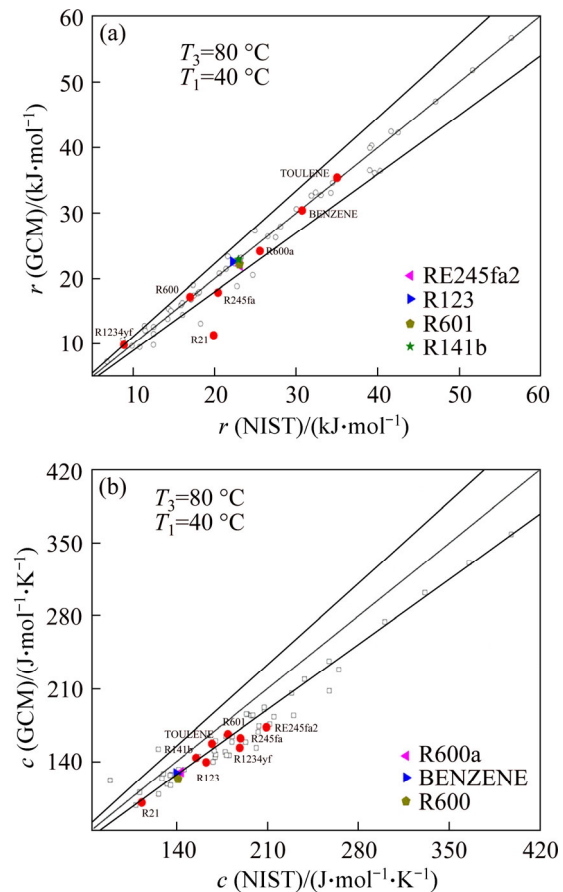 (a)
T3=80 °C
T1=40 °C
60
50
40
30
20
10
r (GCM)/(kJ·mol−1)
TOULENE
BENZENE
R600a
R600
R245fa
R1234yf
R21
RE245fa2
R123
R601
R141b
10 20 30 40 50 60
r (NIST)/(kJ·mol−1)
(b)
T3=80 °C
T1=40 °C
420
350
280
210
140
c (GCM)/(J·mol−1·K−1)
R601
TOULENE
RE245fa2
R245fa
R141b
R1234yf
R123
R21
R600a
BENZENE
R600
140 210 280 350 420
c (NIST)/(J·mol−1·K−1)